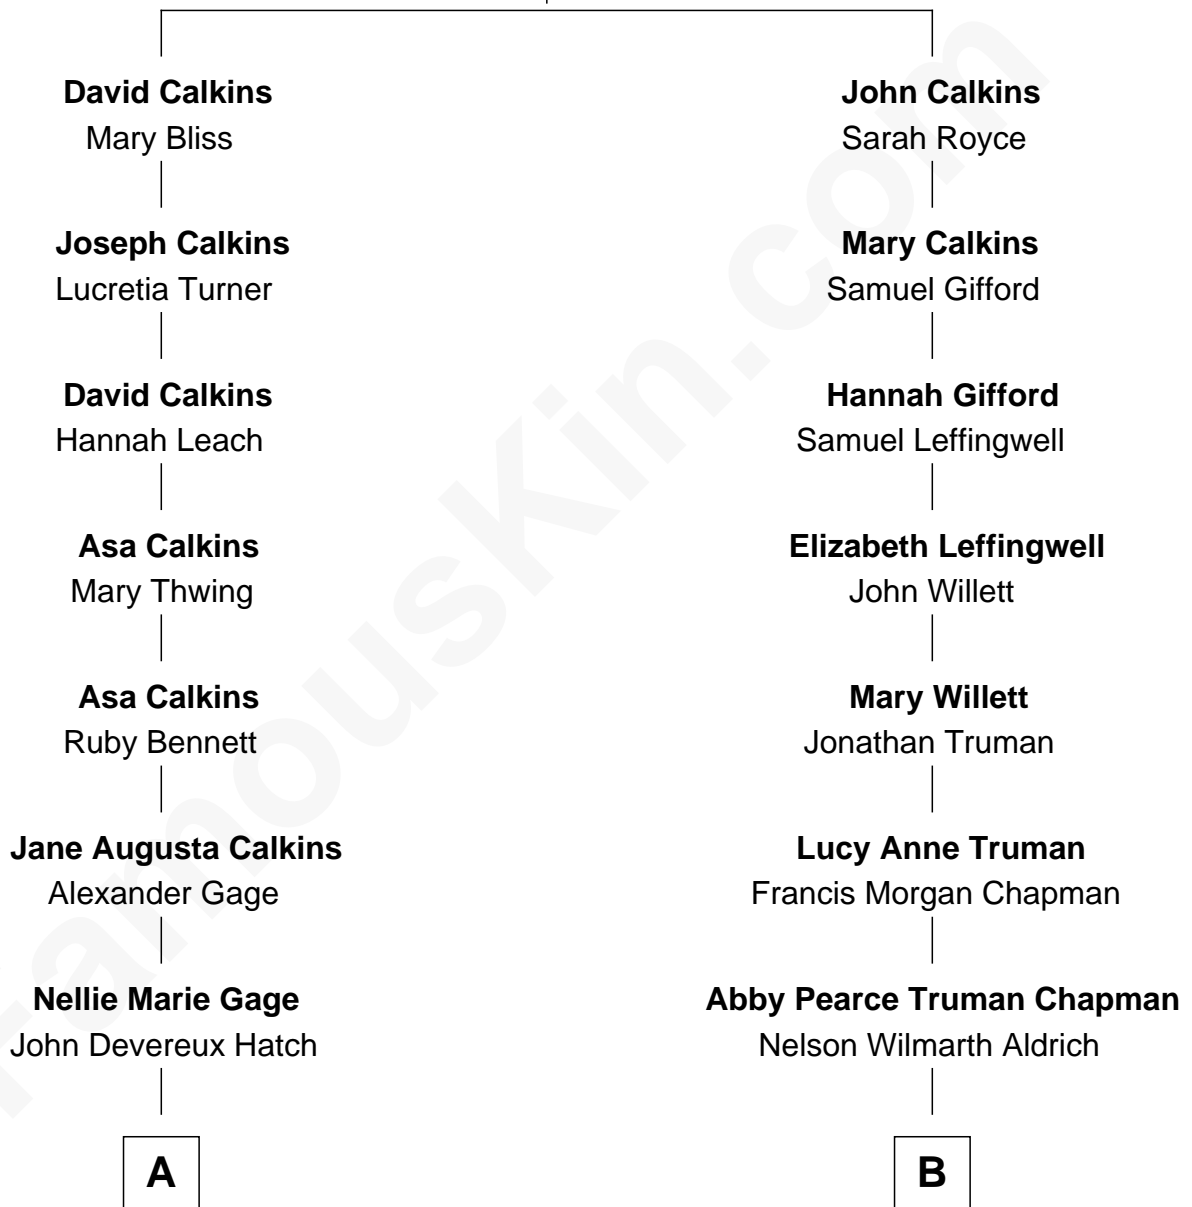 David Calkins
Mary Bliss
Joseph Calkins
Lucretia Turner
David Calkins
Hannah Leach
Asa Calkins
Mary Thwing
Asa Calkins
Ruby Bennett
Jane Augusta Calkins
Alexander Gage
Nellie Marie Gage
John Devereux Hatch
A
John Calkins
Sarah Royce
Mary Calkins
Samuel Gifford
Hannah Gifford
Samuel Leffingwell
Elizabeth Leffingwell
John Willett
Mary Willett
Jonathan Truman
Lucy Anne Truman
Francis Morgan Chapman
Abby Pearce Truman Chapman
Nelson Wilmarth Aldrich
B
FamousKin.com